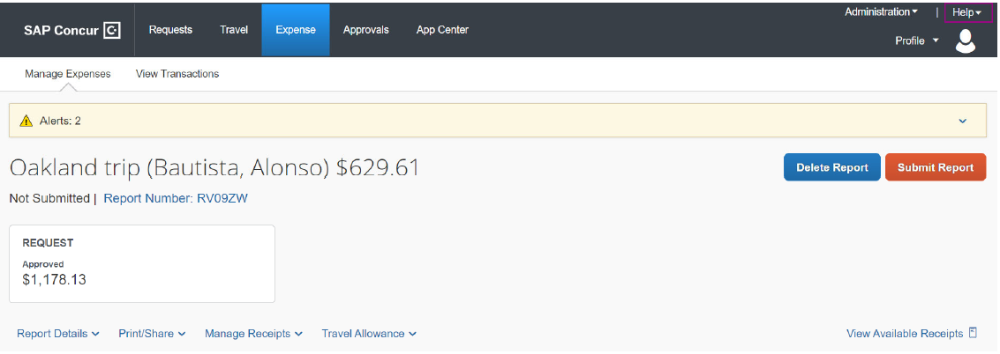 Administration | Help
SAP Concur C Requests Travel Expense Approvals App Center
Profile
Manage Expenses View Transactions
Alerts: 2
Oakland trip (Bautista, Alonso) $629.61
Delete Report Submit Report
Not Submitted | Report Number: RV09ZW
REQUEST
Approved
$1,178.13
Report Details Print/Share Manage Receipts Travel Allowance View Available Receipts